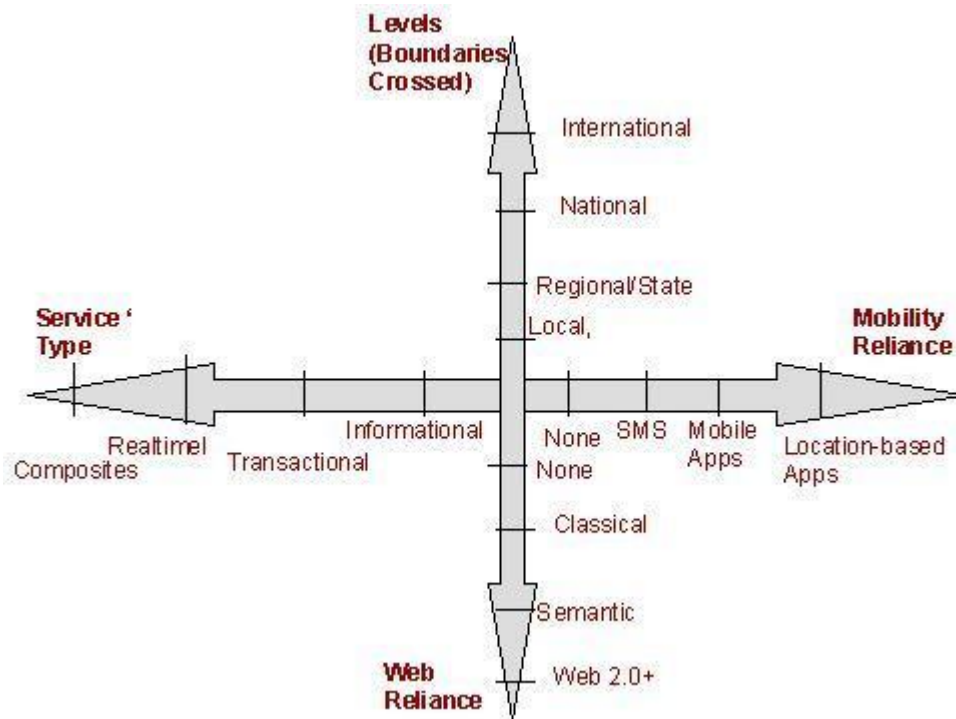 Levels
(Boundaries
Crossed)
International
National
Regional/State
Local,
Service ‘
Type
Mobility
Reliance
Informational
None
SMS
Mobile
Apps
Location-based
Apps
Realtimel
Transactional
Composites
None
Classical
Semantic
Web
Reliance
Web 2.0+